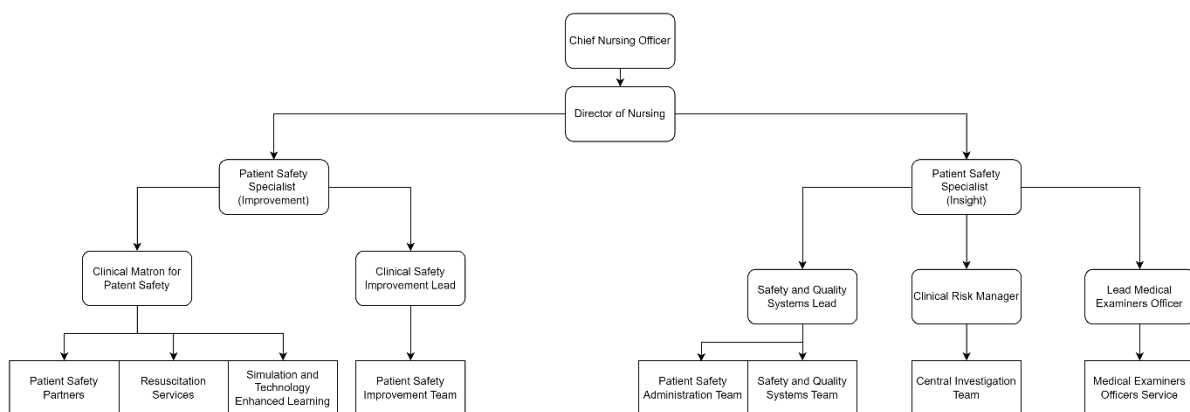 Chief Nursing Officer
Director of Nursing
Patient Safety
Specialist
(Improvement)
Patient Safety
Specialist
(Insight)
Clinical Matron for
Patent Safety
Clinical Safety
Improvement Lead
Safety and Quality
Systems Lead
Clinical Risk Manager
Lead Medical
Examiners Officer
Patient Safety
Partners
Resuscitation
Services
Simulation and
Technology
Enhanced Learning
Patient Safety
Improvement Team
Patient Safety
Administration Team
Safety and Quality
Systems Team
Central Investigation
Team
Medical Examiners
Officers Service